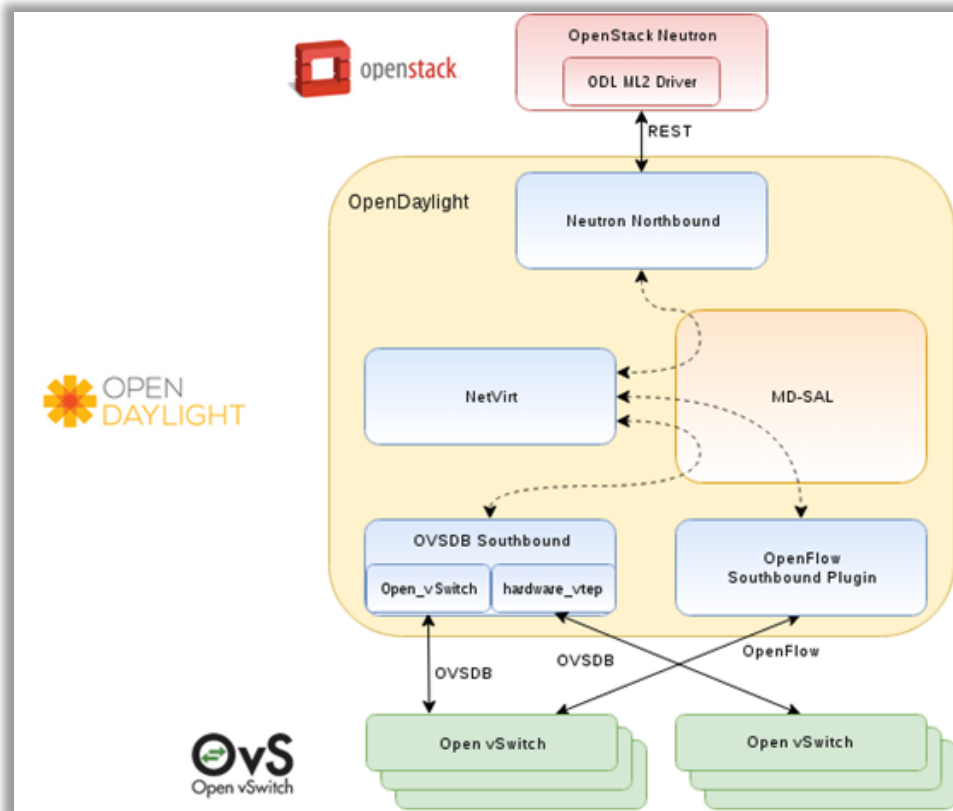 OpenStack Neutron
openstack
ODL ML2 Driver
REST
OpenDaylight
Neutron Northbound
NetVirt
MD-SAL
OPEN
DAYLIGHT
OVSDB Southbound
Open_vSwitch
hardware_vtep
OpenFlow
Southbound Plugin
OVSDB
OVSDB
OpenFlow
Open vSwitch
Open vSwitch
OvS
Open vSwitch